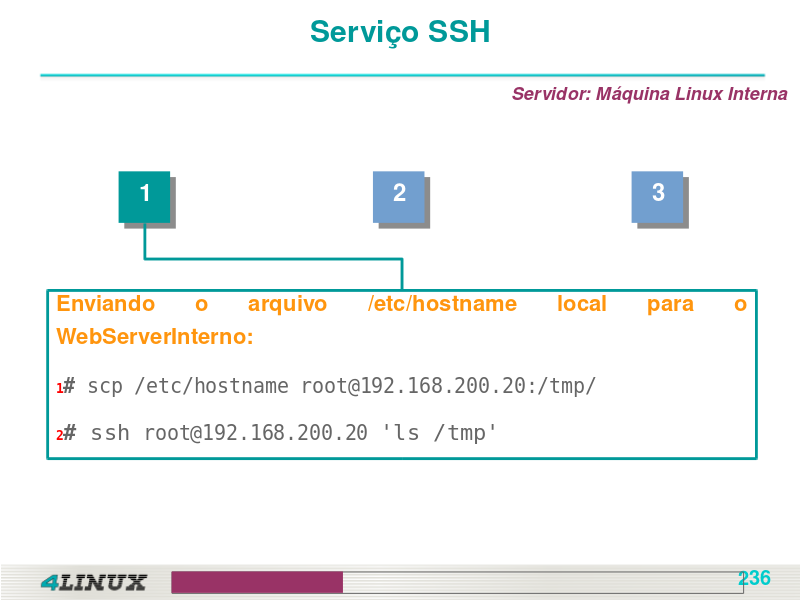 Serviço SSH
Servidor: Máquina Linux Interna
1
2
3
Enviando o arquivo /etc/hostname local para o
WebServerInterno:
1# scp /etc/hostname root@192.168.200.20:/tmp/
2# ssh root@192.168.200.20 'ls /tmp'
4LINUX
236